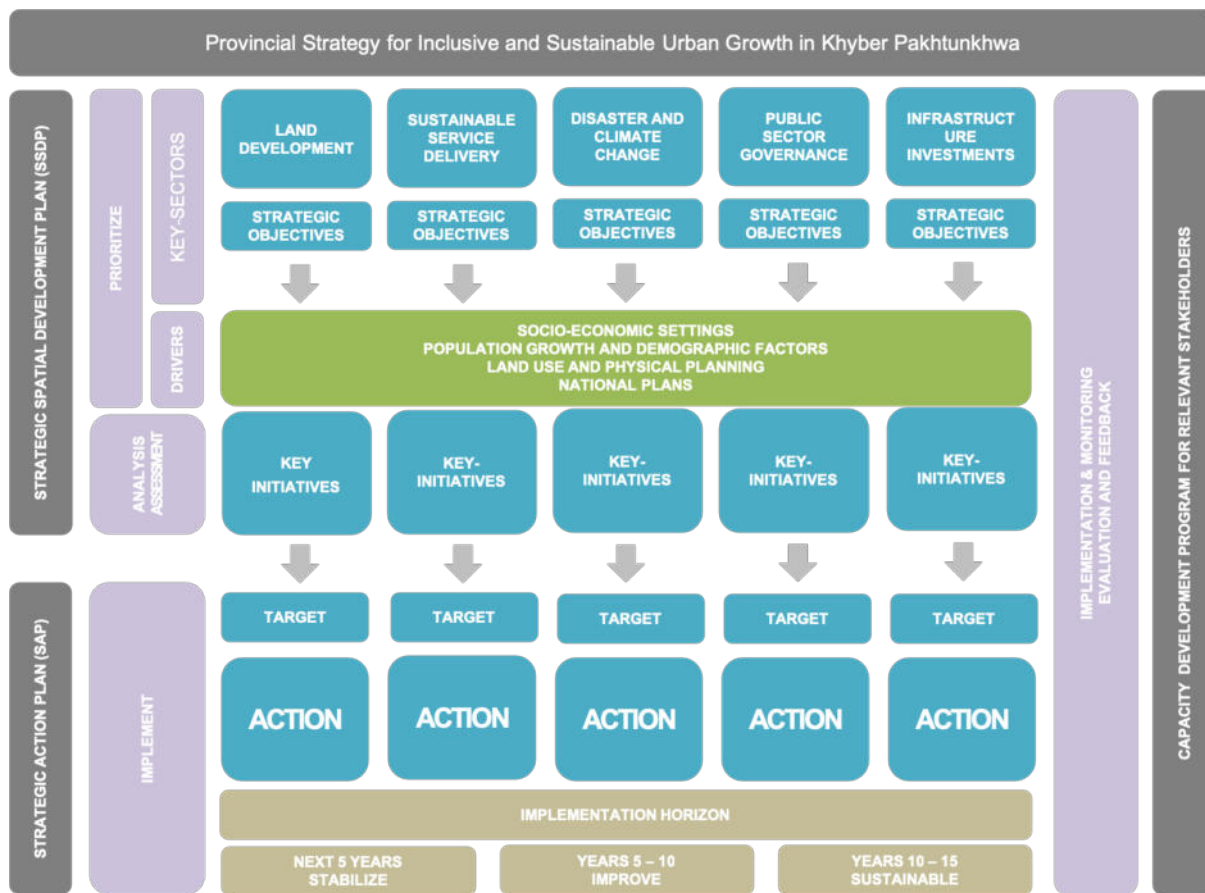 Provincial Strategy for Inclusive and Sustainable Urban Growth in Khyber Pakhtunkhwa
STRATEGIC SPATIAL DEVELOPMENT PLAN (SSDP)
PRIORITIZE
KEY-SECTORS
LAND
DEVELOPMENT
SUSTAINABLE
SERVICE
DELIVERY
DISASTER AND
CLIMATE
CHANGE
PUBLIC
SECTOR
GOVERNANCE
INFRASTRUCT
URE
INVESTMENTS
STRATEGIC
OBJECTIVES
STRATEGIC
OBJECTIVES
STRATEGIC
OBJECTIVES
STRATEGIC
OBJECTIVES
STRATEGIC
OBJECTIVES
DRIVERS
SOCIO-ECONOMIC SETTINGS
POPULATION GROWTH AND DEMOGRAPHIC FACTORS
LAND USE AND PHYSICAL PLANNING
NATIONAL PLANS
ANALYSIS
ASSESSMENT
KEY
INITIATIVES
KEY-
INITIATIVES
KEY-
INITIATIVES
KEY-
INITIATIVES
KEY-
INITIATIVES
STRATEGIC ACTION PLAN (SAP)
IMPLEMENT
TARGET
TARGET
TARGET
TARGET
TARGET
ACTION
ACTION
ACTION
ACTION
ACTION
IMPLEMENTATION HORIZON
NEXT 5 YEARS
STABILIZE
YEARS 5 – 10
IMPROVE
YEARS 10 – 15
SUSTAINABLE
IMPLEMENTATION & MONITORING
EVALUATION AND FEEDBACK
CAPACITY DEVELOPMENT PROGRAM FOR RELEVANT STAKEHOLDERS